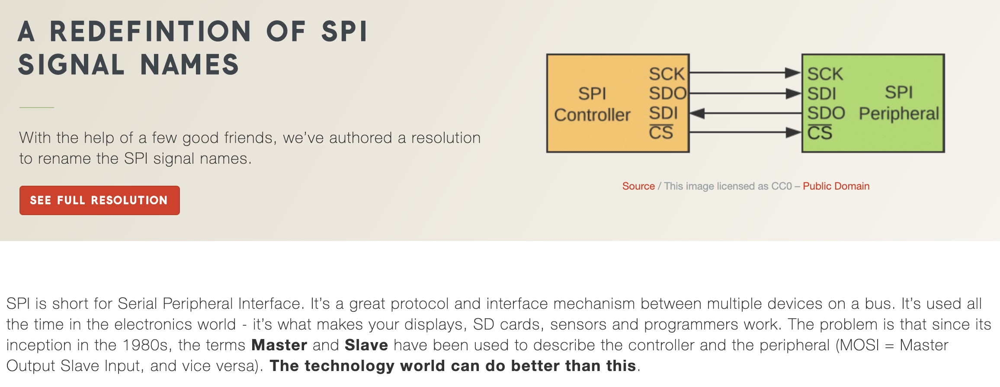 A REDEFINTION OF SPI
SIGNAL NAMES
With the help of a few good friends, we’ve authored a resolution
to rename the SPI signal names.
SEE FULL RESOLUTION
SPI
Controller
SCK
SDO
SDI
CS
SCK
SDI
SDO
CS
SPI
Peripheral
Source / This image licensed as CC0 – Public Domain
SPI is short for Serial Peripheral Interface. It’s a great protocol and interface mechanism between multiple devices on a bus. It’s used all
the time in the electronics world - it’s what makes your displays, SD cards, sensors and programmers work. The problem is that since its
inception in the 1980s, the terms Master and Slave have been used to describe the controller and the peripheral (MOSI = Master
Output Slave Input, and vice versa). The technology world can do better than this.